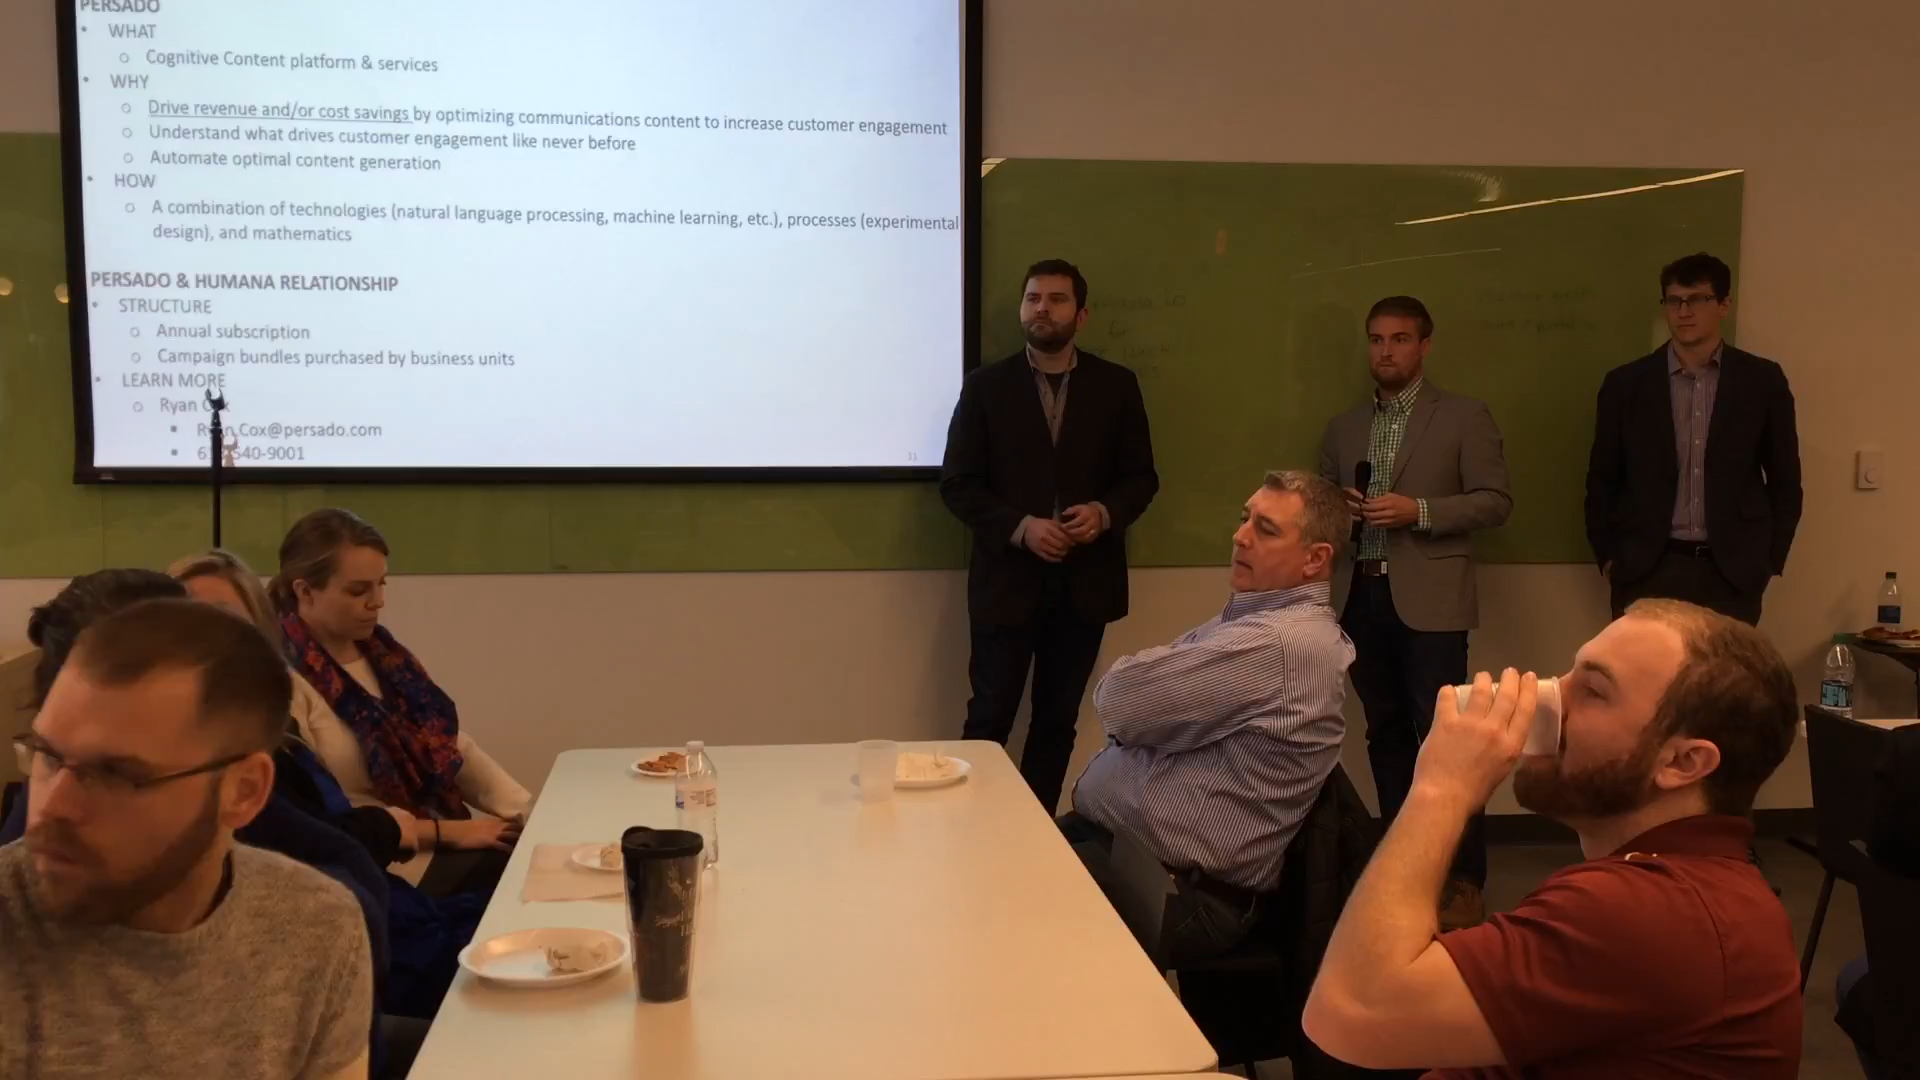 PERSADO
• WHAT
o Cognitive Content platform & services
• WHY
o Drive revenue and/or cost savings by optimizing communications content to increase customer engagement
o Understand what drives customer engagement like never before
o Automate optimal content generation
• HOW
o A combination of technologies (natural language processing, machine learning, etc.), processes (experimental
design), and mathematics
PERSADO & HUMANA RELATIONSHIP
• STRUCTURE
o Annual subscription
o Campaign bundles purchased by business units
• LEARN MORE
o Ryan
▪ Cox@persado.com
▪ 540-9001
11
for